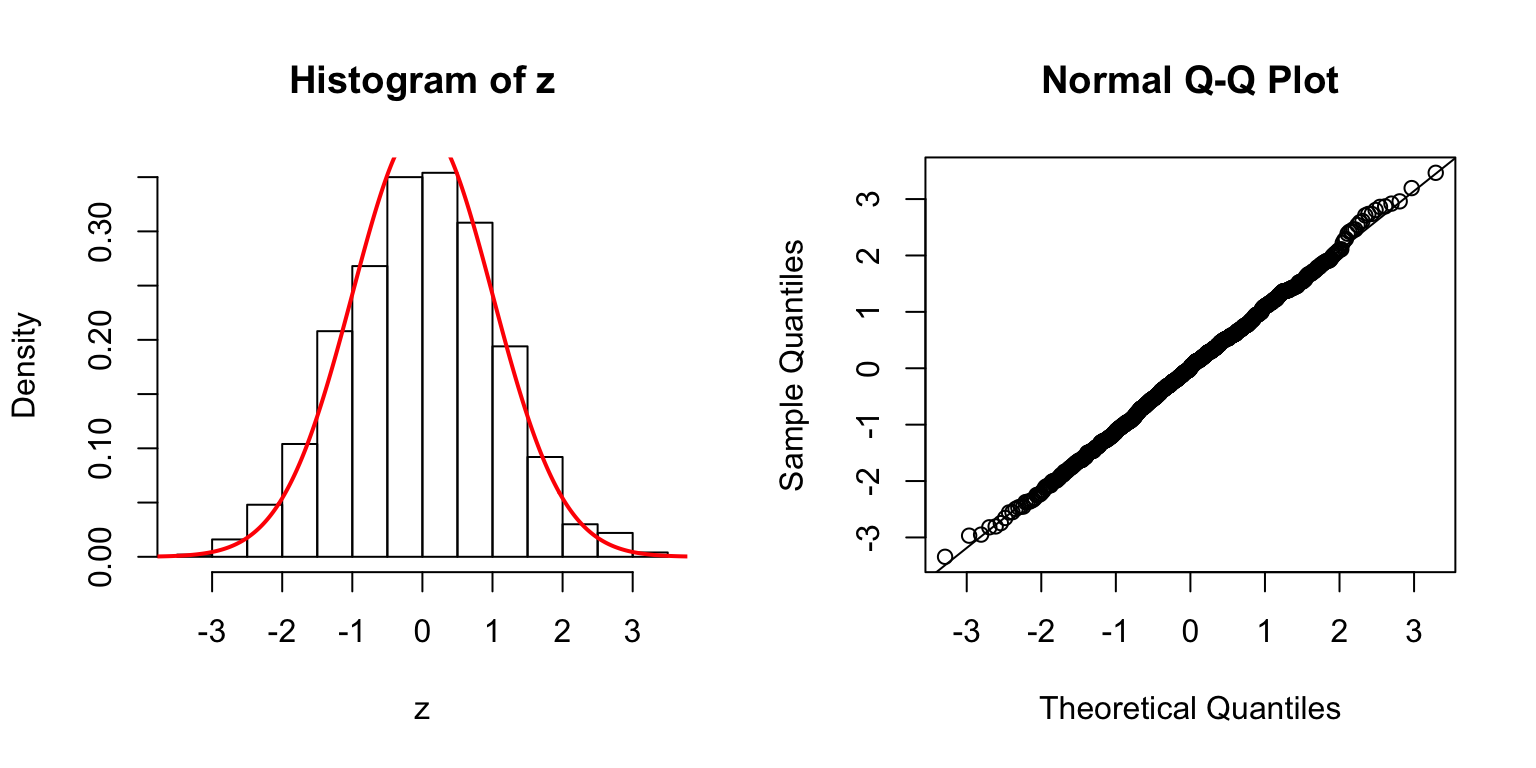 Histogram of z
Density
0.00 0.10 0.20 0.30
-3 -2 -1 0 1 2 3
z
Normal Q-Q Plot
Sample Quantiles
-3 -2 -1 0 1 2 3
-3 -2 -1 0 1 2 3
Theoretical Quantiles